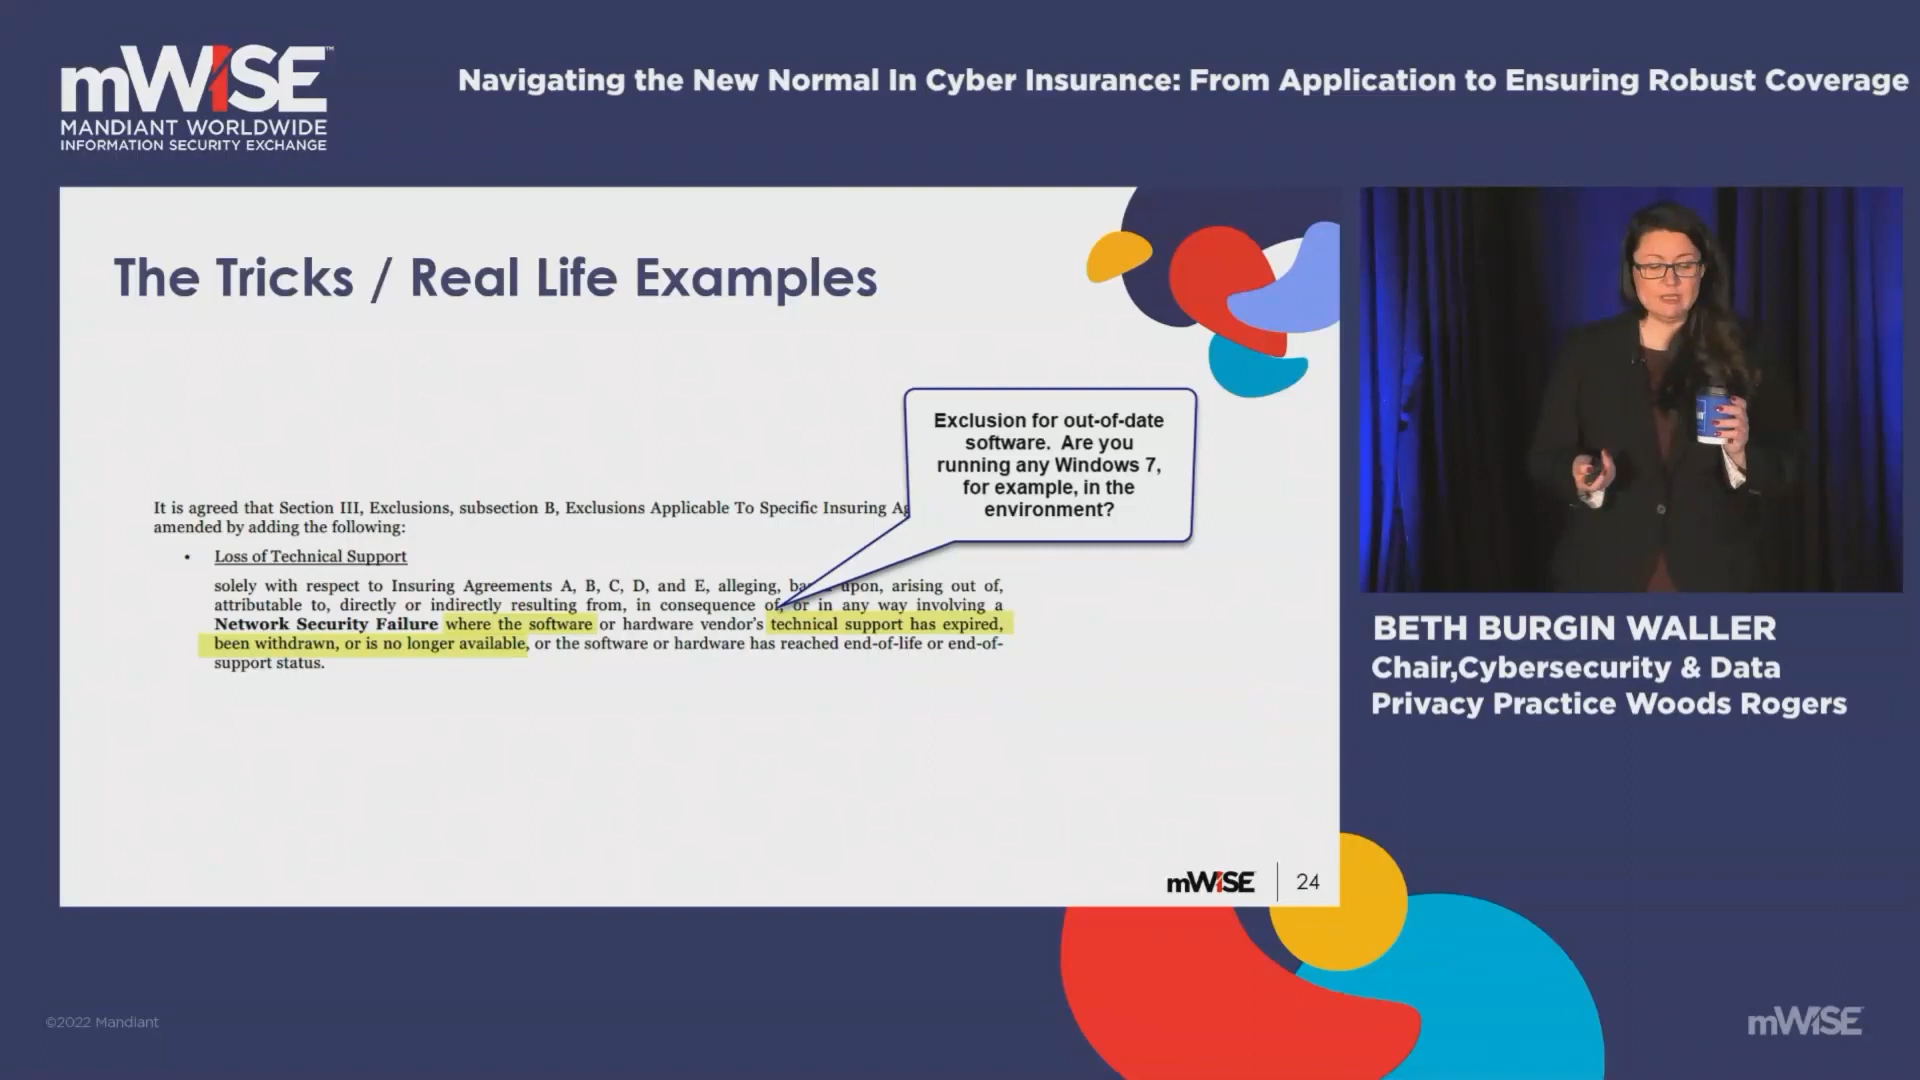 mWISE™
MANDIANT WORLDWIDE
INFORMATION SECURITY EXCHANGE
Navigating the New Normal In Cyber Insurance: From Application to Ensuring Robust Coverage
The Tricks / Real Life Examples
Exclusion for out-of-date
software. Are you
running any Windows 7,
for example, in the
environment?
It is agreed that Section III, Exclusions, subsection B, Exclusions Applicable To Specific Insuring
amended by adding the following:
• Loss of Technical Support
solely with respect to Insuring Agreements A, B, C, D, and E, alleging, upon, arising out of,
attributable to, directly or indirectly resulting from, in consequence of, or in any way involving a
Network Security Failure where the software or hardware vendor's technical support has expired,
been withdrawn, or is no longer available, or the software or hardware has reached end-of-life or end-of-
support status.
mWISE 24
BETH BURGIN WALLER
Chair,Cybersecurity & Data
Privacy Practice Woods Rogers
©2022 Mandiant
mWISE